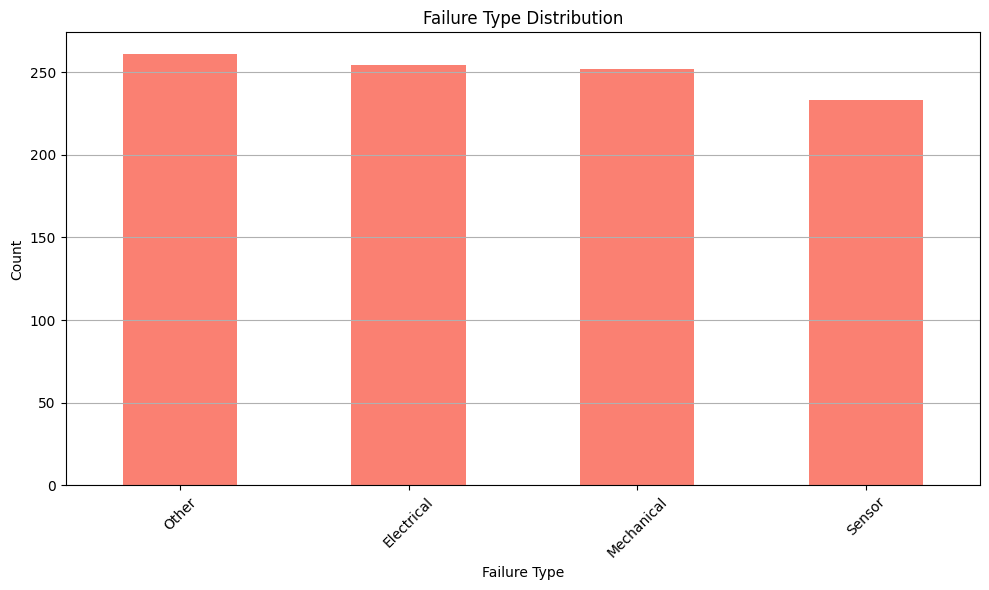 Failure Type Distribution
Count
250
200
150
100
50
0
Other
Electrical
Mechanical
Sensor
Failure Type